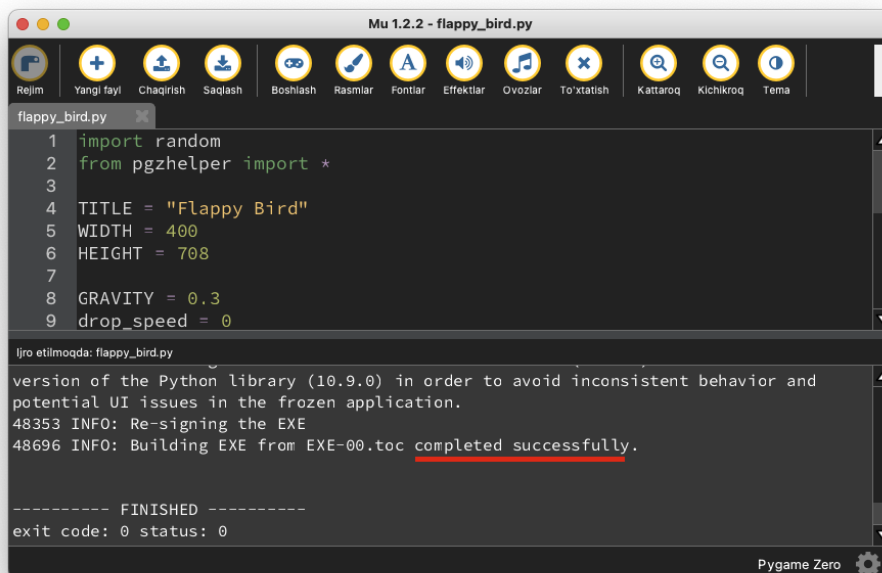 Mu 1.2.2 - flappy_bird.py
Rejim Yangi fayl Chaqirish Saqlash Boshlash Rasmlar Fontlar Effektlar Ovozlar To'xtatish Kattaroq Kichikroq Tema
flappy_bird.py
1 import random
2 from pgzhelper import *
3
4 TITLE = "Flappy Bird"
5 WIDTH = 400
6 HEIGHT = 708
7
8 GRAVITY = 0.3
9 drop_speed = 0
Ijro etilmoqda: flappy_bird.py
version of the Python library (10.9.0) in order to avoid inconsistent behavior and
potential UI issues in the frozen application.
48353 INFO: Re-signing the EXE
48696 INFO: Building EXE from EXE-00.toc completed successfully.
---------- FINISHED ----------
exit code: 0 status: 0
Pygame Zero